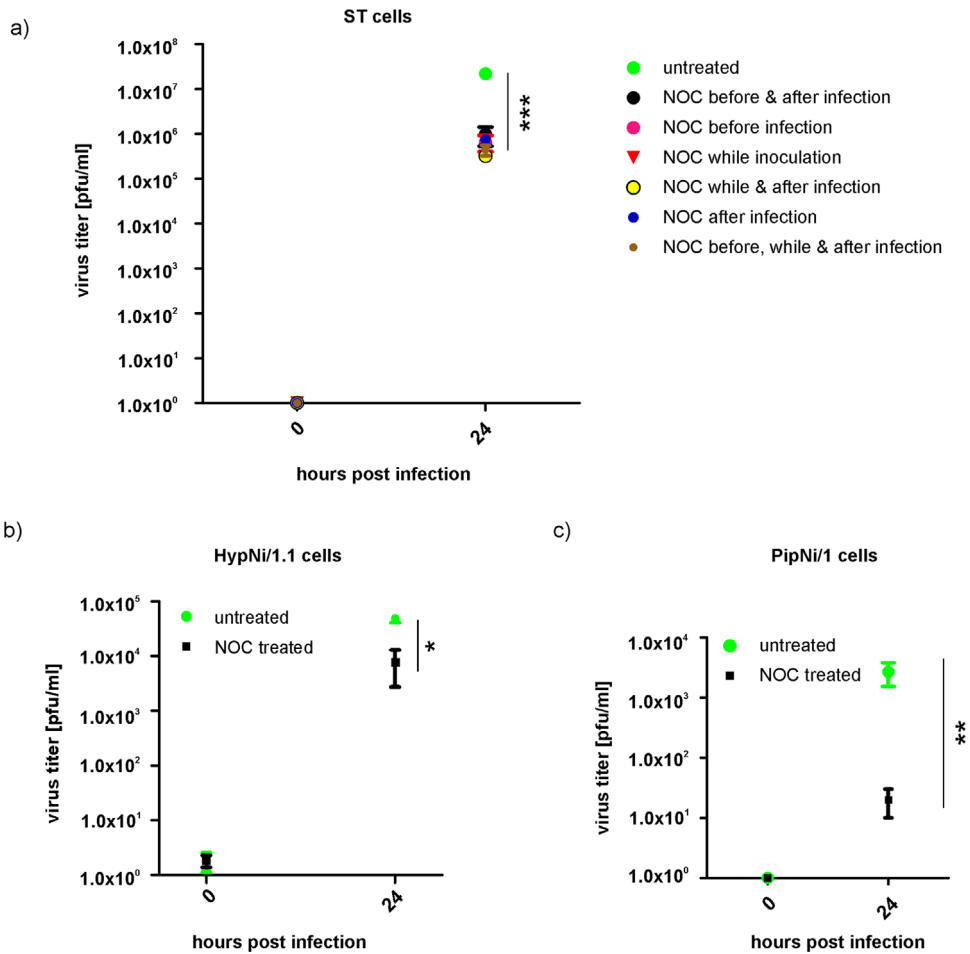 a)
ST cells
1.0x10⁸
1.0x10⁷
1.0x10⁶
1.0x10⁵
1.0x10⁴
1.0x10³
1.0x10²
1.0x10¹
1.0x10⁰
virus titer [pfu/ml]
0
24
hours post infection
***
untreated
NOC before & after infection
NOC before infection
NOC while inoculation
NOC while & after infection
NOC after infection
NOC before, while & after infection
b)
HypNi/1.1 cells
1.0x10⁵
1.0x10⁴
1.0x10³
1.0x10²
1.0x10¹
1.0x10⁰
virus titer [pfu/ml]
untreated
NOC treated
*
0
24
hours post infection
c)
PipNi/1 cells
1.0x10⁴
1.0x10³
1.0x10²
1.0x10¹
1.0x10⁰
virus titer [pfu/ml]
untreated
NOC treated
**
0
24
hours post infection